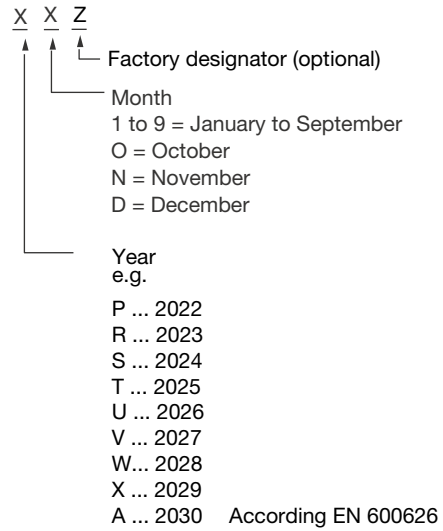 X X Z
Factory designator (optional)
Month
1 to 9 = January to September
O = October
N = November
D = December
Year
e.g.
P ... 2022
R ... 2023
S ... 2024
T ... 2025
U ... 2026
V ... 2027
W... 2028
X ... 2029
A ... 2030 According EN 600626